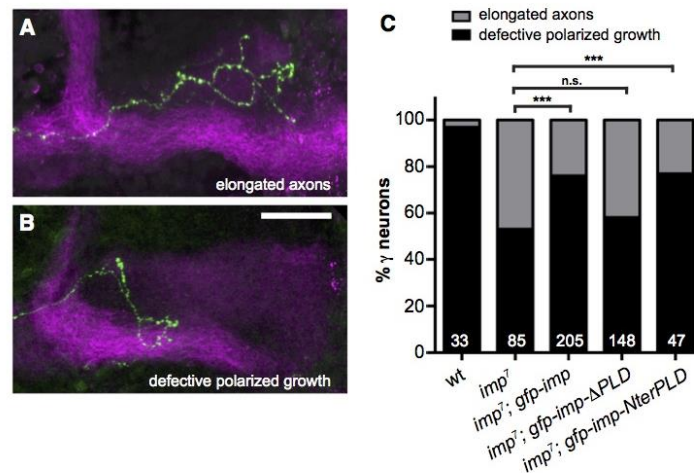 A
elongated axons
B
defective polarized growth
C
elongated axons
defective polarized growth
***
n.s.
***
% γ neurons
100
80
60
40
20
0
33
85
205
148
47
wt
imp⁷
imp⁷; gfp-imp
imp⁷; gfp-imp-ΔPLD
imp⁷; gfp-imp-NterPLD